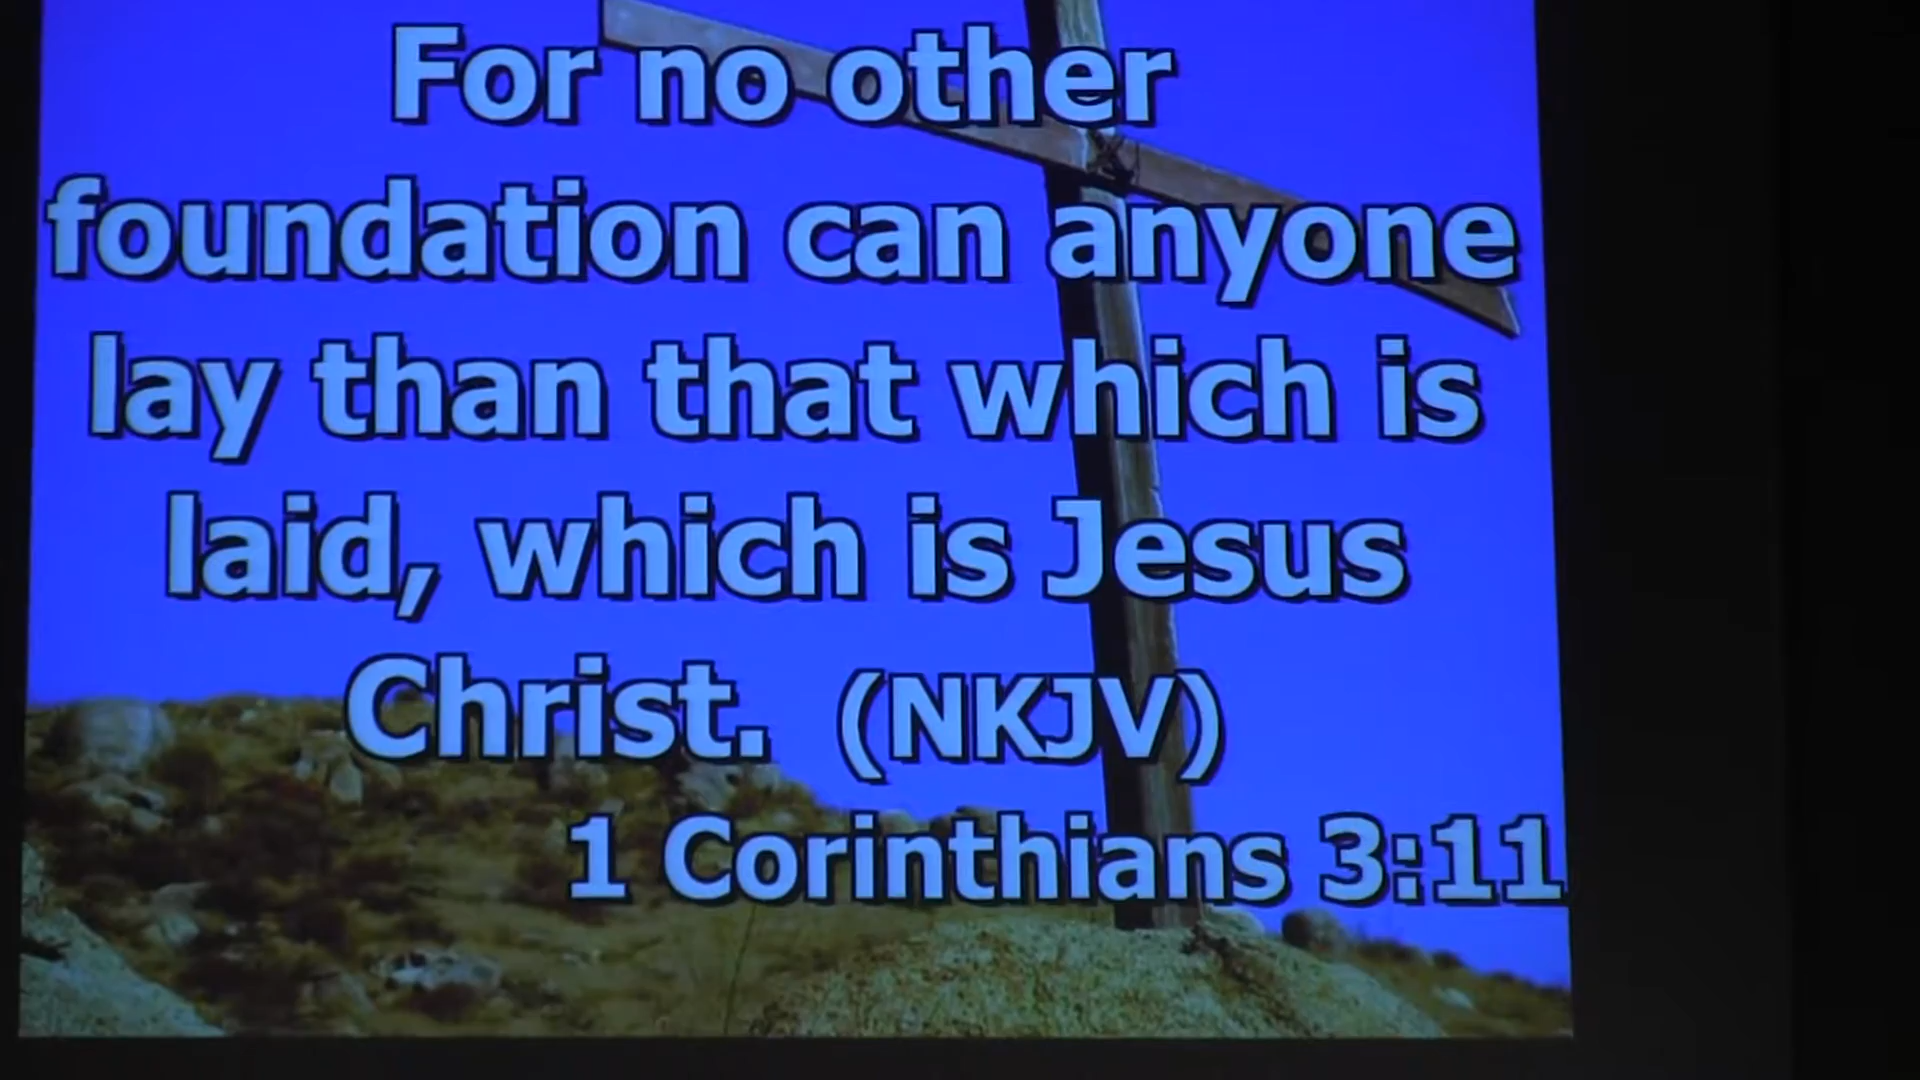 For no other
foundation can anyone
lay than that which is
laid, which is Jesus
Christ. (NKJV)
1 Corinthians 3:11